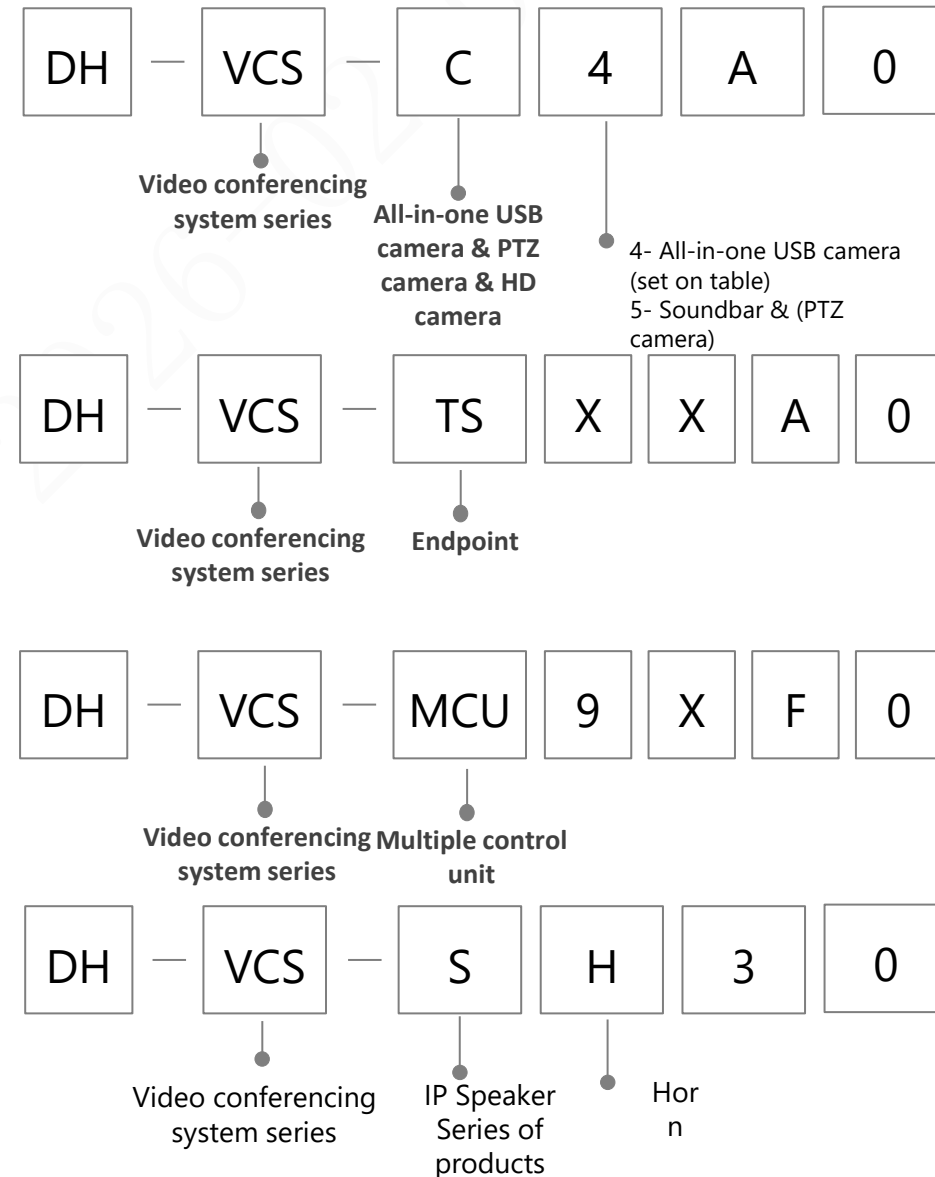 DH — VCS — C 4 A 0
Video conferencing
system series
All-in-one USB
camera & PTZ
camera & HD
camera
4- All-in-one USB camera
(set on table)
5- Soundbar & (PTZ
camera)
DH — VCS — TS X X A 0
Video conferencing
system series
Endpoint
DH — VCS — MCU 9 X F 0
Video conferencing
system series
Multiple control
unit
DH — VCS — S H 3 0
Video conferencing
system series
IP Speaker
Series of
products
Hor
n